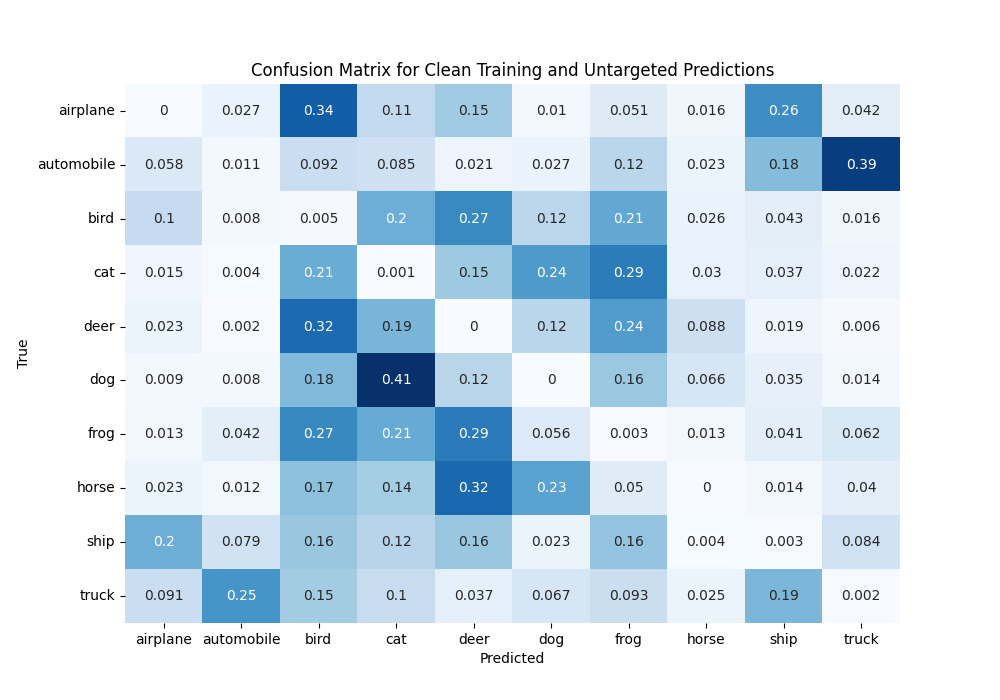 Confusion Matrix for Clean Training and Untargeted Predictions
airplane 0 0.027 0.34 0.11 0.15 0.01 0.051 0.016 0.26 0.042
automobile 0.058 0.011 0.092 0.085 0.021 0.027 0.12 0.023 0.18 0.39
bird 0.1 0.008 0.005 0.2 0.27 0.12 0.21 0.026 0.043 0.016
cat 0.015 0.004 0.21 0.001 0.15 0.24 0.29 0.03 0.037 0.022
deer 0.023 0.002 0.32 0.19 0 0.12 0.24 0.088 0.019 0.006
True
dog 0.009 0.008 0.18 0.41 0.12 0 0.16 0.066 0.035 0.014
frog 0.013 0.042 0.27 0.21 0.29 0.056 0.003 0.013 0.041 0.062
horse 0.023 0.012 0.17 0.14 0.32 0.23 0.05 0 0.014 0.04
ship 0.2 0.079 0.16 0.12 0.16 0.023 0.16 0.004 0.003 0.084
truck 0.091 0.25 0.15 0.1 0.037 0.067 0.093 0.025 0.19 0.002
airplane automobile bird cat deer dog frog horse ship truck
Predicted